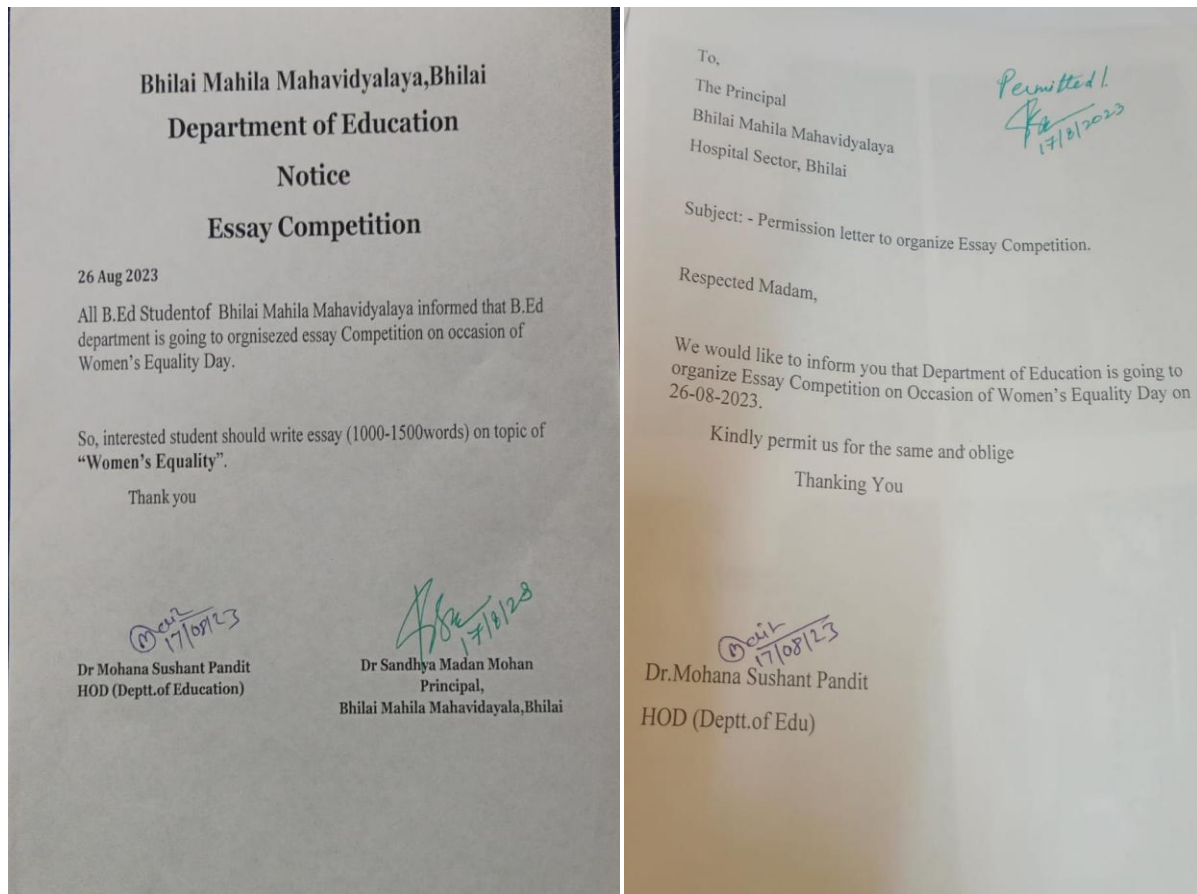 Bhilai Mahila Mahavidyalaya,Bhilai
Department of Education
Notice
Essay Competition
26 Aug 2023
All B.Ed Studentof Bhilai Mahila Mahavidyalaya informed that B.Ed
department is going to orgnisezed essay Competition on occasion of
Women's Equality Day.
So, interested student should write essay (1000-1500words) on topic of
“Women's Equality”.
Thank you
17/08/23
17/8/23
Dr Mohana Sushant Pandit
HOD (Deptt.of Education)
Dr Sandhya Madan Mohan
Principal,
Bhilai Mahila Mahavidayala,Bhilai
To,
The Principal
Bhilai Mahila Mahavidyalaya
Hospital Sector, Bhilai
Permitted!
17/8/2023
Subject: - Permission letter to organize Essay Competition.
Respected Madam,
We would like to inform you that Department of Education is going to
organize Essay Competition on Occasion of Women's Equality Day on
26-08-2023.
Kindly permit us for the same and oblige
Thanking You
17/08/23
Dr.Mohana Sushant Pandit
HOD (Deptt.of Edu)